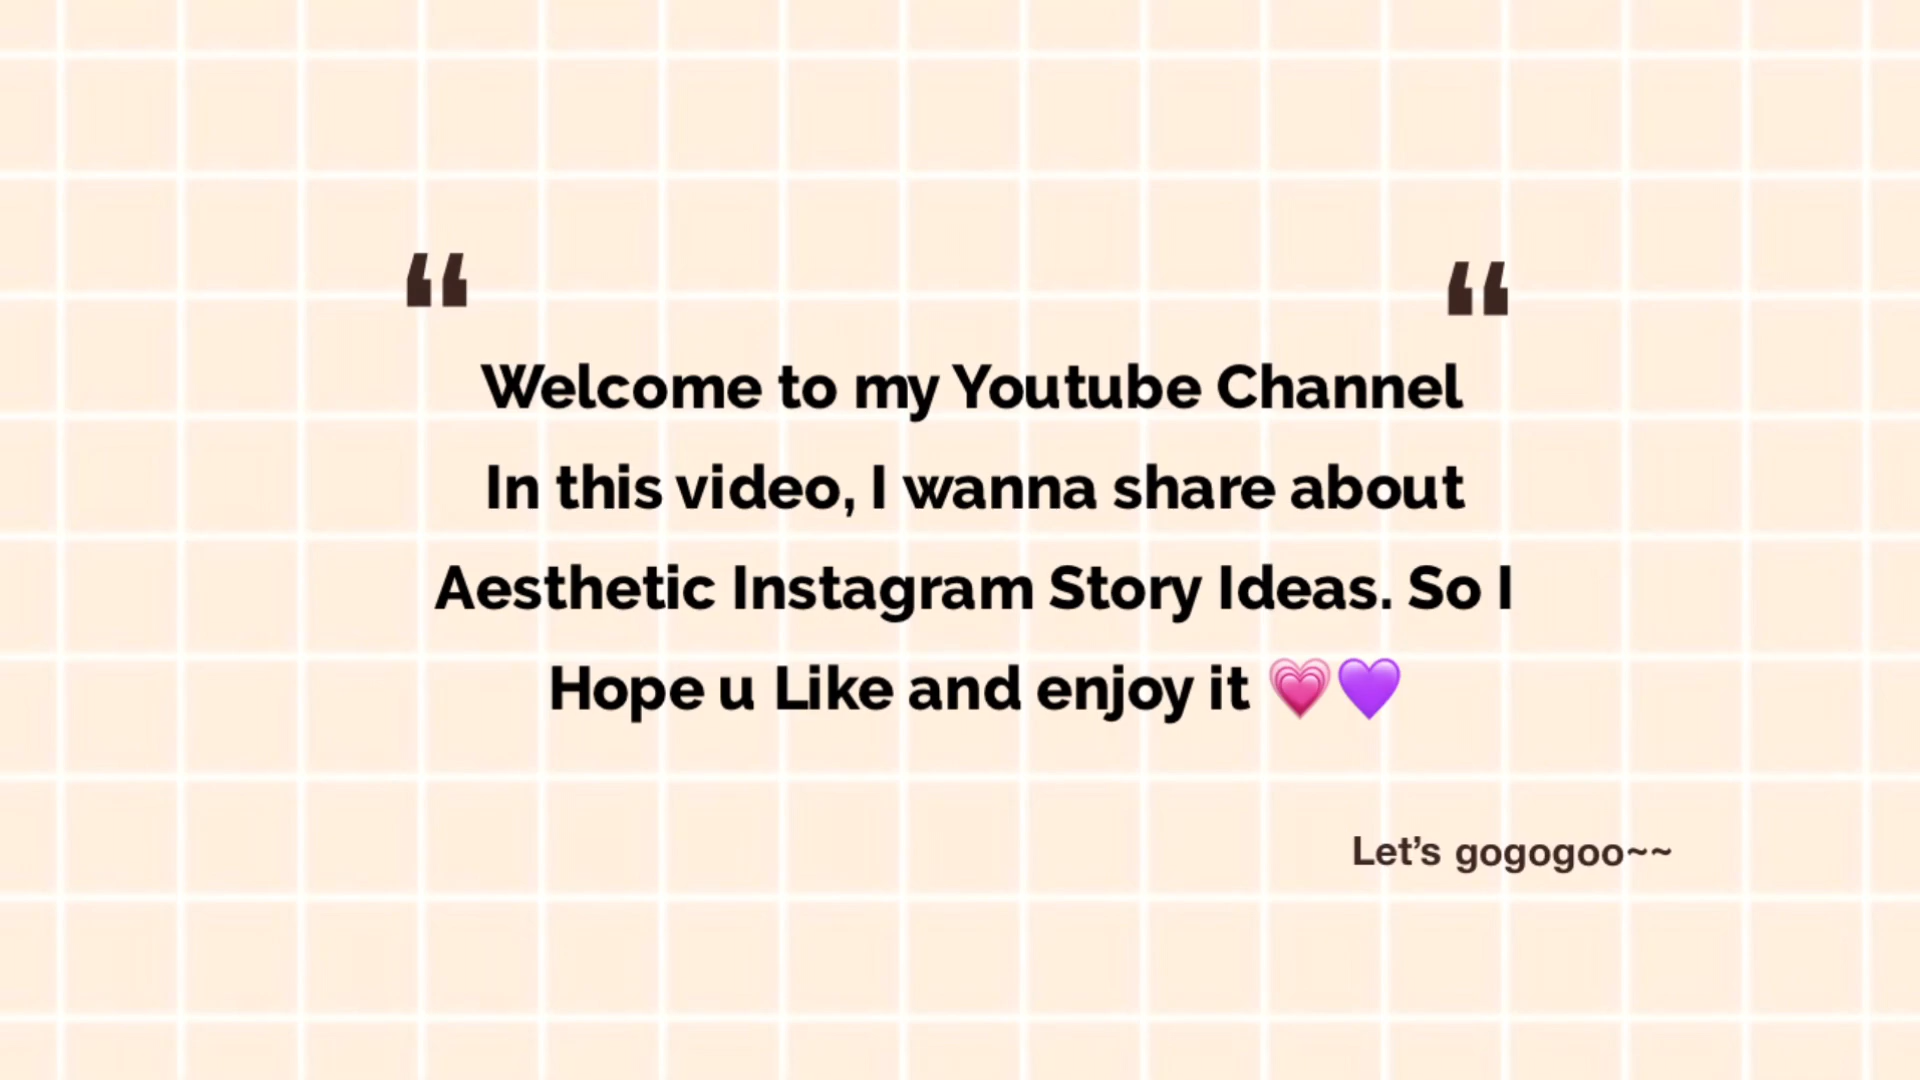 “ “
Welcome to my Youtube Channel
In this video, I wanna share about
Aesthetic Instagram Story Ideas. So I
Hope u Like and enjoy it 💗💜
Let’s gogogoo~~